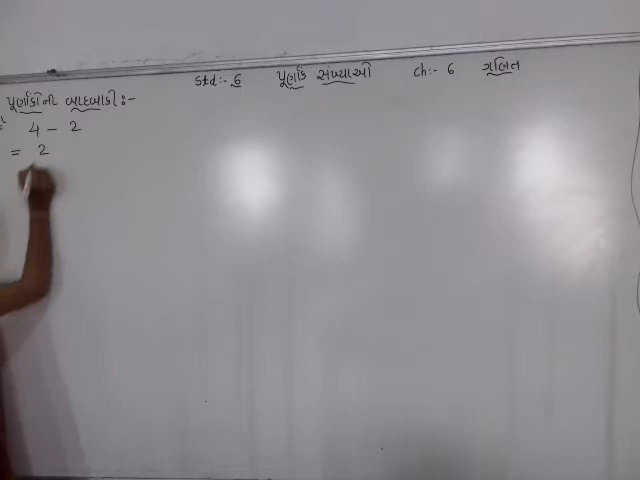 Std:- 6 પૂર્ણાંક સંખ્યાઓ ch:- 6 ગણિત
પૂર્ણાંકોની બાદબાકી:-
4 - 2
= 2